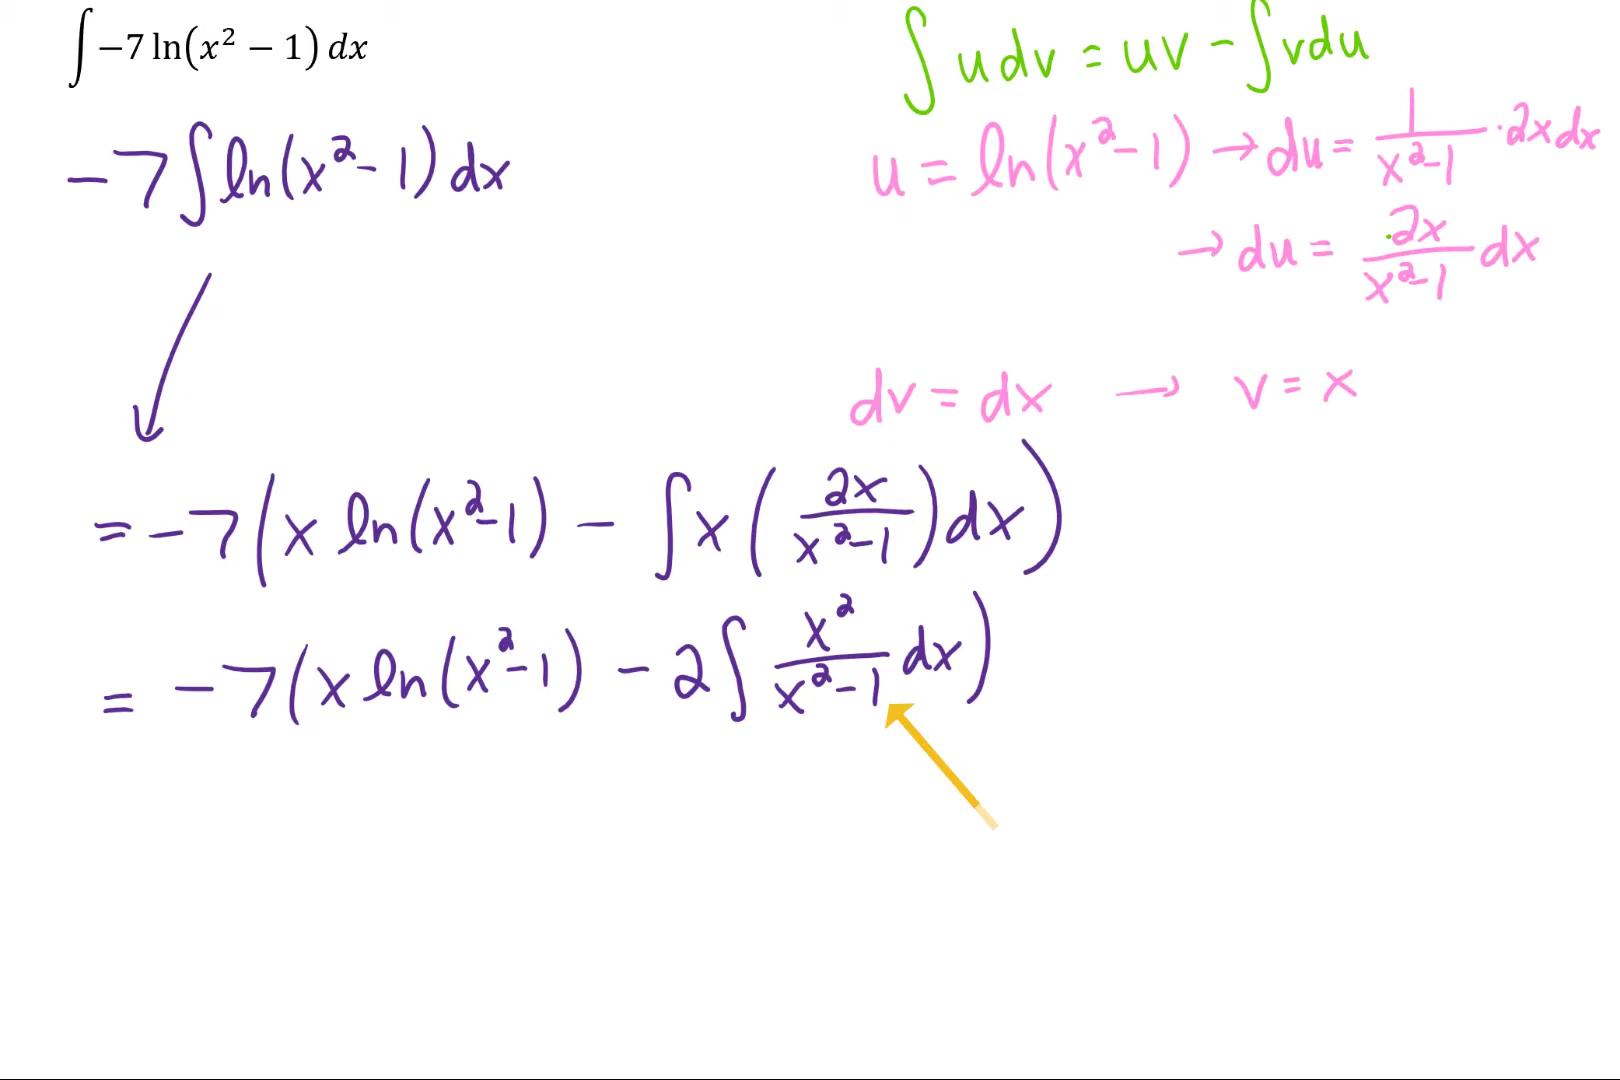 ∫ −7 ln(x² − 1) dx
∫ u dv = uv − ∫ v du
−7 ∫ ln(x² − 1) dx
u = ln(x² − 1) → du = 1/(x² − 1) · 2x dx
→ du = 2x/(x² − 1) dx
dv = dx → v = x
= −7(x ln(x² − 1) − ∫ x (2x/(x² − 1)) dx)
= −7(x ln(x² − 1) − 2 ∫ x²/(x² − 1) dx)